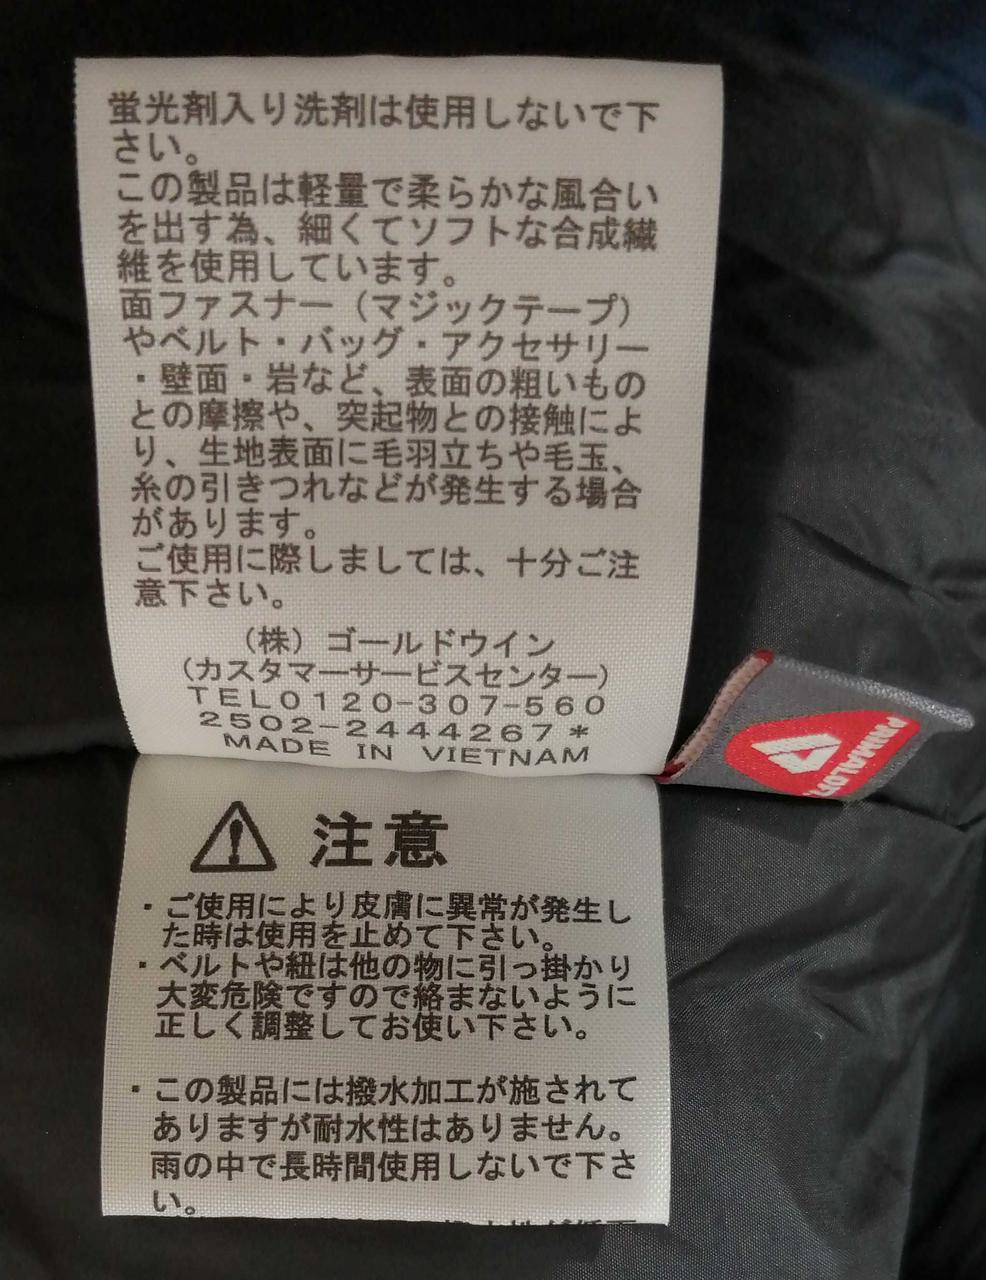 蛍光剤入り洗剤は使用しないで下
さい。
この製品は軽量で柔らかな風合い
を出す為、細くてソフトな合成繊
維を使用しています。
面ファスナー（マジックテープ）
やベルト・バッグ・アクセサリー
・壁面・岩など、表面の粗いもの
との摩擦や、突起物との接触によ
り、生地表面に毛羽立ちや毛玉、
糸の引きつれなどが発生する場合
があります。
ご使用に際しましては、十分ご注
意下さい。
（株）ゴールドウイン
（カスタマーサービスセンター）
TEL0120-307-560
2502-2444267*
MADE IN VIETNAM
PRIMALOFT
注意
・ご使用により皮膚に異常が発生し
た時は使用を止めて下さい。
・ベルトや紐は他の物に引っ掛かり
大変危険ですので絡まないように
正しく調整してお使い下さい。
・この製品には撥水加工が施されて
ありますが耐水性はありません。
雨の中で長時間使用しないで下さ
い。